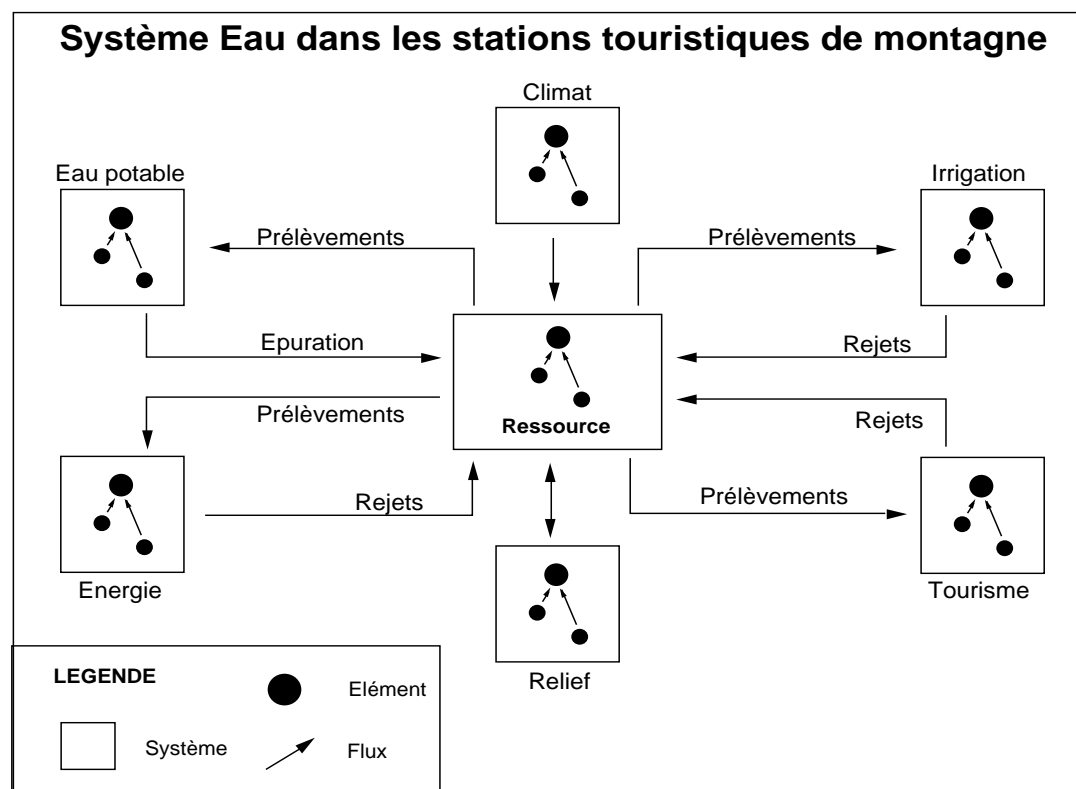 Système Eau dans les stations touristiques de montagne
Climat
Eau potable
Irrigation
Prélèvements
Prélèvements
Epuration
Rejets
Prélèvements
Rejets
Ressource
Rejets
Prélèvements
Energie
Tourisme
Relief
LEGENDE
Elément
Système
Flux